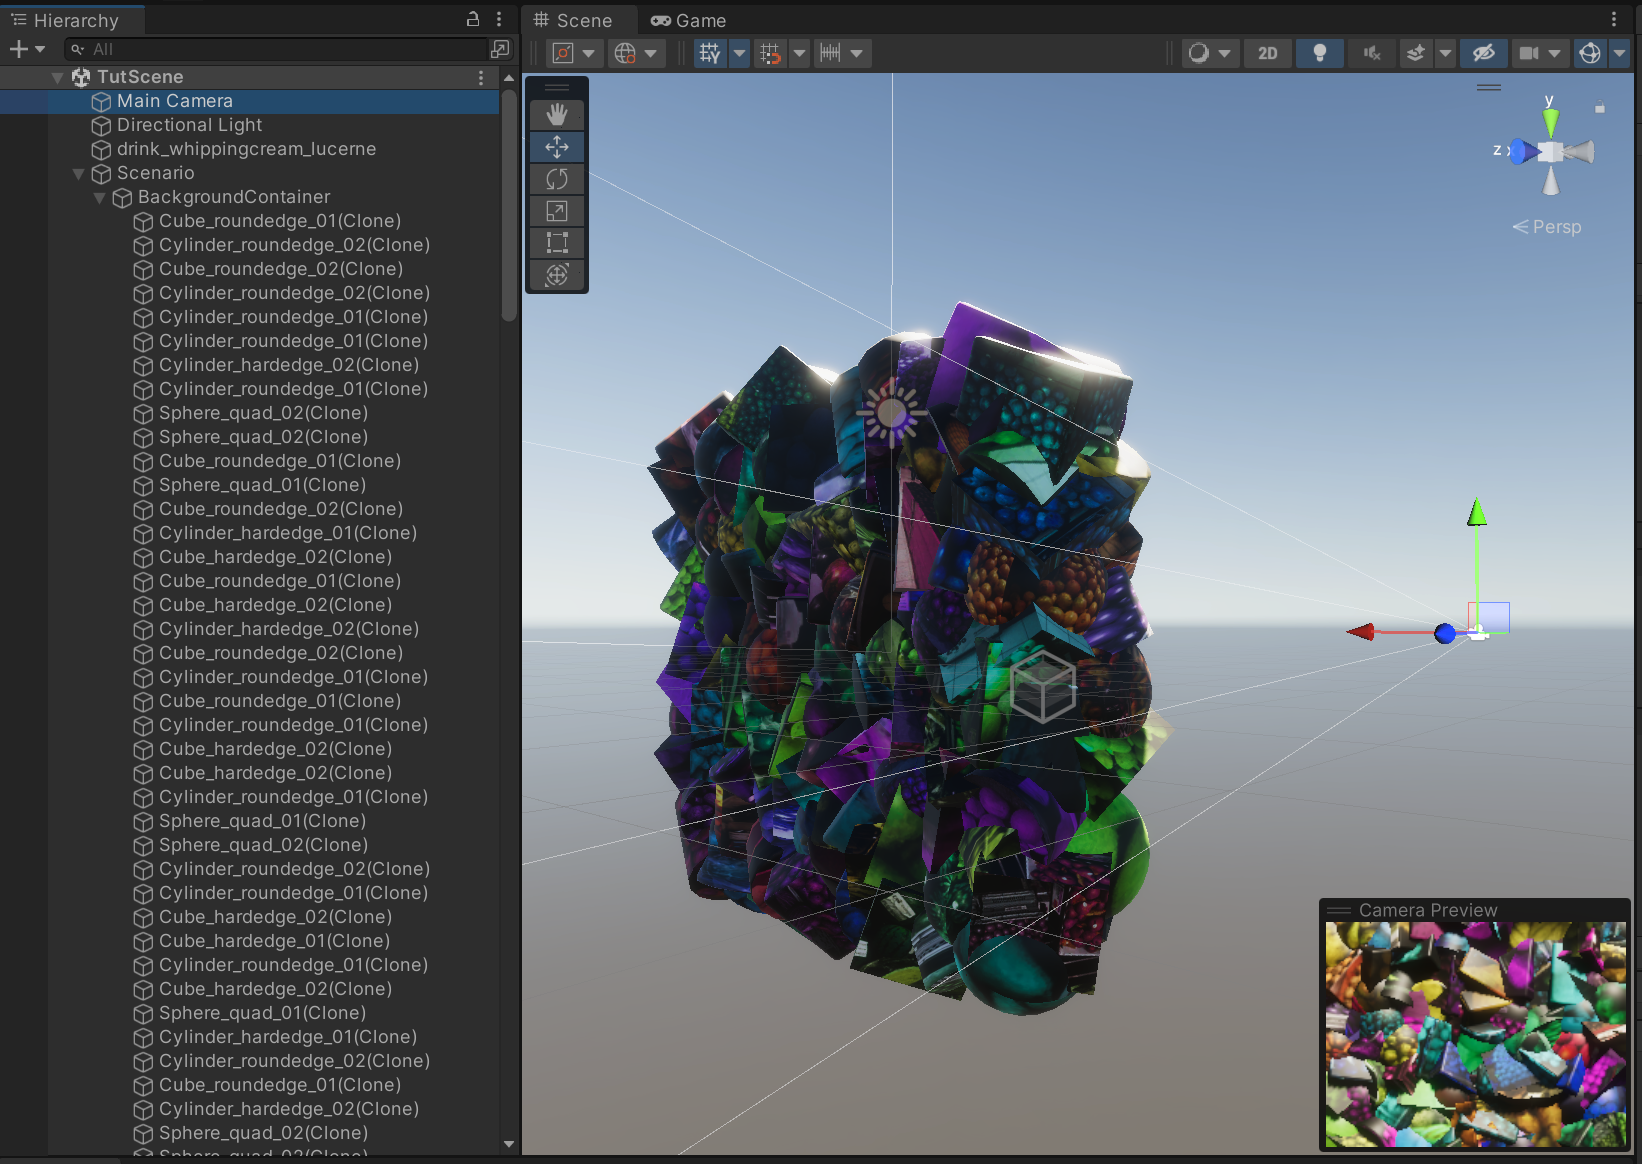 Hierarchy
All
TutScene
Main Camera
Directional Light
drink_whippingcream_lucerne
Scenario
BackgroundContainer
Cube_roundedge_01(Clone)
Cylinder_roundedge_02(Clone)
Cube_roundedge_02(Clone)
Cylinder_roundedge_02(Clone)
Cylinder_roundedge_01(Clone)
Cylinder_roundedge_01(Clone)
Cylinder_hardedge_02(Clone)
Cylinder_roundedge_01(Clone)
Sphere_quad_02(Clone)
Sphere_quad_02(Clone)
Cube_roundedge_01(Clone)
Sphere_quad_01(Clone)
Cube_roundedge_02(Clone)
Cylinder_hardedge_01(Clone)
Cube_hardedge_02(Clone)
Cube_roundedge_01(Clone)
Cube_hardedge_02(Clone)
Cylinder_hardedge_02(Clone)
Cube_roundedge_02(Clone)
Cylinder_roundedge_01(Clone)
Cube_roundedge_01(Clone)
Cylinder_roundedge_01(Clone)
Cube_hardedge_02(Clone)
Cube_hardedge_02(Clone)
Cylinder_roundedge_01(Clone)
Sphere_quad_01(Clone)
Sphere_quad_02(Clone)
Cylinder_roundedge_02(Clone)
Cylinder_roundedge_01(Clone)
Cube_hardedge_02(Clone)
Cube_hardedge_01(Clone)
Cylinder_roundedge_01(Clone)
Cube_hardedge_02(Clone)
Sphere_quad_01(Clone)
Cylinder_hardedge_01(Clone)
Cylinder_roundedge_02(Clone)
Cube_roundedge_01(Clone)
Cylinder_hardedge_02(Clone)
Sphere_quad_02(Clone)
Scene
Game
2D
y
z x
Persp
Camera Preview